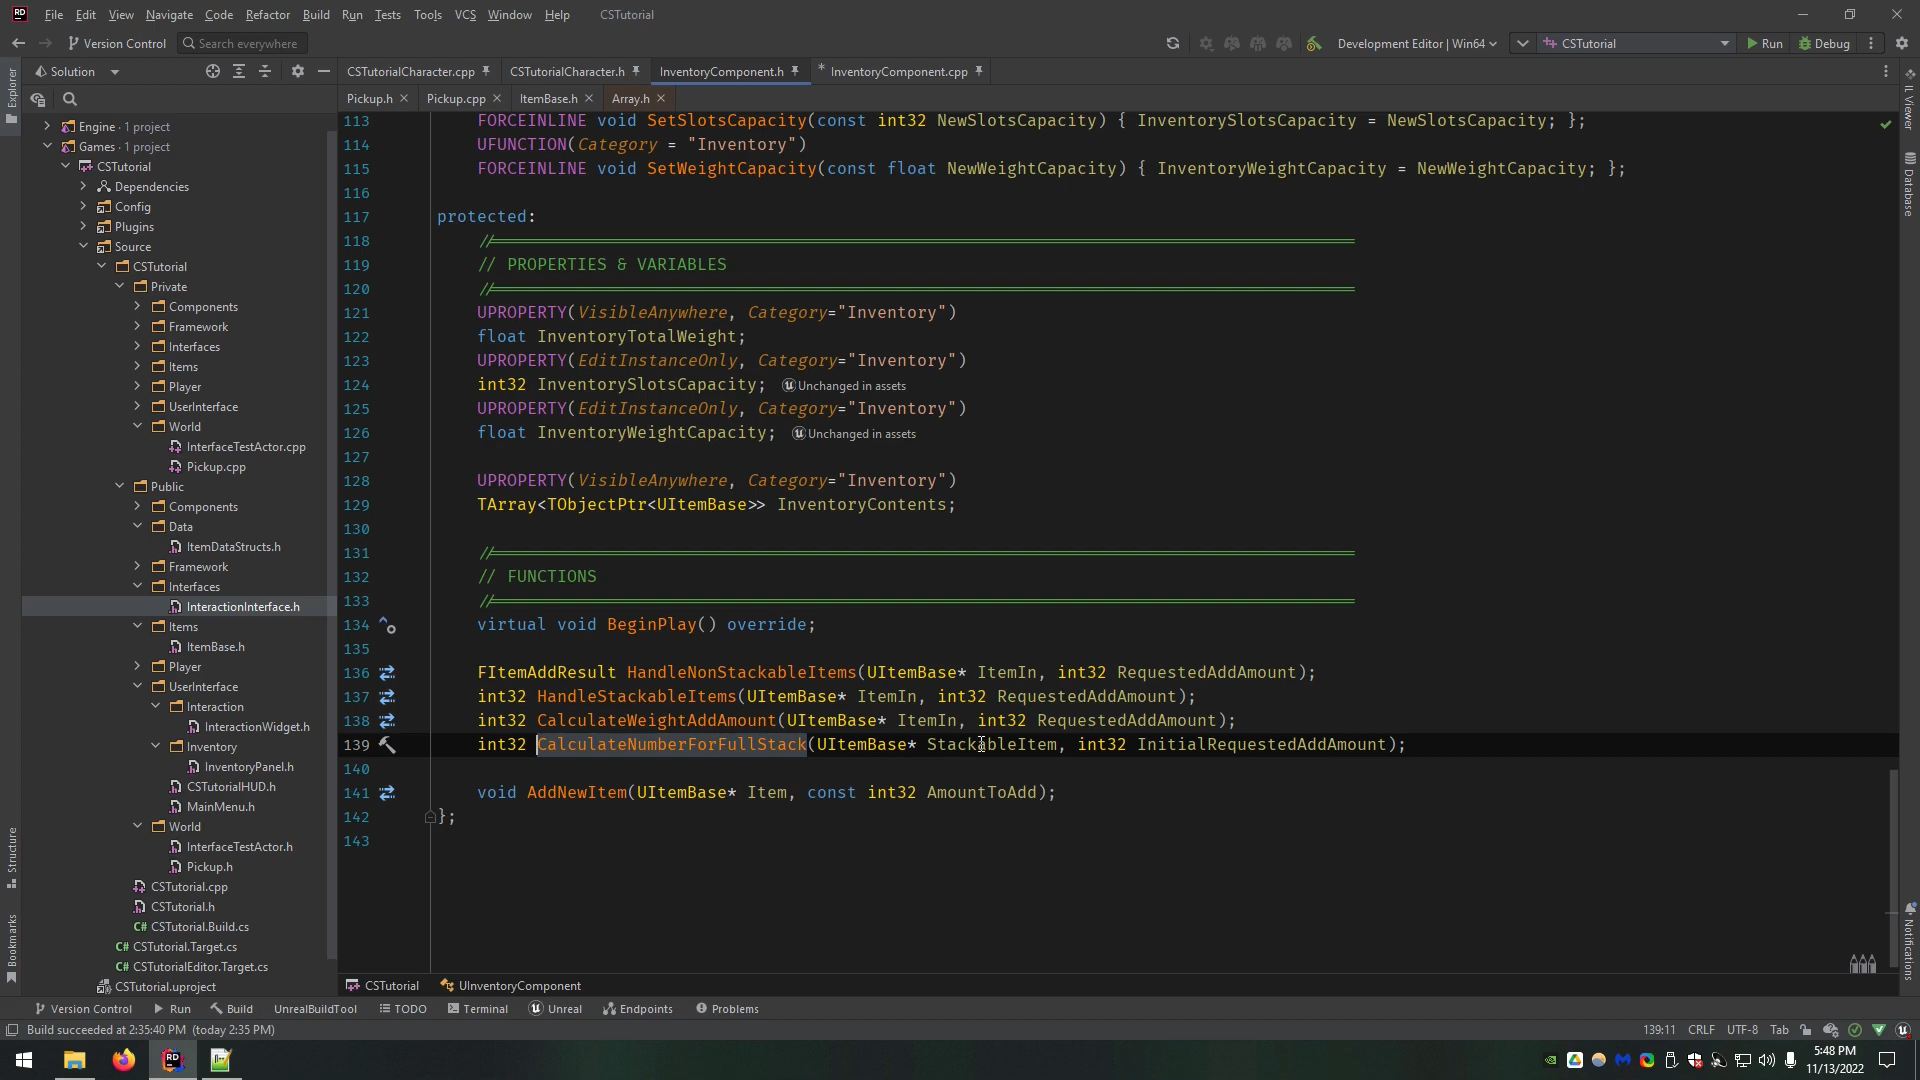 RD File Edit View Navigate Code Refactor Build Run Tests Tools VCS Window Help CSTutorial
Version Control Search everywhere Development Editor | Win64 CSTutorial Run Debug
Solution CSTutorialCharacter.cpp CSTutorialCharacter.h InventoryComponent.h * InventoryComponent.cpp
Pickup.h Pickup.cpp ItemBase.h Array.h
Explorer
Structure
Bookmarks
IL Viewer
Database
Notifications
Engine · 1 project
Games · 1 project
CSTutorial
Dependencies
Config
Plugins
Source
CSTutorial
Private
Components
Framework
Interfaces
Items
Player
UserInterface
World
InterfaceTestActor.cpp
Pickup.cpp
Public
Components
Data
ItemDataStructs.h
Framework
Interfaces
InteractionInterface.h
Items
ItemBase.h
Player
UserInterface
Interaction
InteractionWidget.h
Inventory
InventoryPanel.h
CSTutorialHUD.h
MainMenu.h
World
InterfaceTestActor.h
Pickup.h
CSTutorial.cpp
CSTutorial.h
C# CSTutorial.Build.cs
C# CSTutorial.Target.cs
C# CSTutorialEditor.Target.cs
CSTutorial.uproject
113 FORCEINLINE void SetSlotsCapacity(const int32 NewSlotsCapacity) { InventorySlotsCapacity = NewSlotsCapacity; };
114 UFUNCTION(Category = "Inventory")
115 FORCEINLINE void SetWeightCapacity(const float NewWeightCapacity) { InventoryWeightCapacity = NewWeightCapacity; };
116
117 protected:
118 //======================================================================================
119 // PROPERTIES & VARIABLES
120 //======================================================================================
121 UPROPERTY(VisibleAnywhere, Category="Inventory")
122 float InventoryTotalWeight;
123 UPROPERTY(EditInstanceOnly, Category="Inventory")
124 int32 InventorySlotsCapacity; Unchanged in assets
125 UPROPERTY(EditInstanceOnly, Category="Inventory")
126 float InventoryWeightCapacity; Unchanged in assets
127
128 UPROPERTY(VisibleAnywhere, Category="Inventory")
129 TArray<TObjectPtr<UItemBase>> InventoryContents;
130
131 //======================================================================================
132 // FUNCTIONS
133 //======================================================================================
134 virtual void BeginPlay() override;
135
136 FItemAddResult HandleNonStackableItems(UItemBase* ItemIn, int32 RequestedAddAmount);
137 int32 HandleStackableItems(UItemBase* ItemIn, int32 RequestedAddAmount);
138 int32 CalculateWeightAddAmount(UItemBase* ItemIn, int32 RequestedAddAmount);
139 int32 CalculateNumberForFullStack(UItemBase* StackableItem, int32 InitialRequestedAddAmount);
140
141 void AddNewItem(UItemBase* Item, const int32 AmountToAdd);
142 };
143
CSTutorial UInventoryComponent
Version Control Run Build UnrealBuildTool TODO Terminal Unreal Endpoints Problems
Build succeeded at 2:35:40 PM (today 2:35 PM) 139:11 CRLF UTF-8 Tab
RD 5:48 PM
11/13/2022